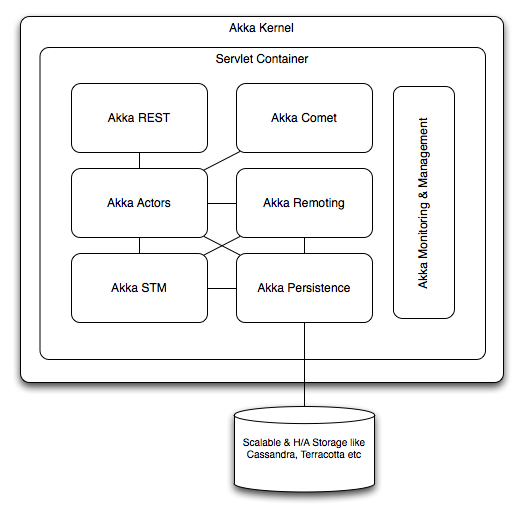 Akka Kernel
Servlet Container
Akka REST
Akka Comet
Akka Actors
Akka Remoting
Akka STM
Akka Persistence
Akka Monitoring & Management
Scalable & H/A Storage like
Cassandra, Terracotta etc